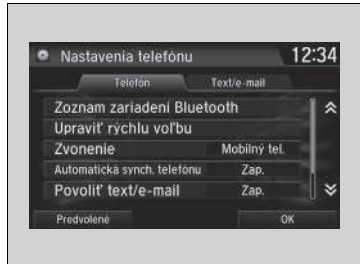 Nastavenia telefónu 12:34
Telefón Text/e-mail
Zoznam zariadení Bluetooth
Upraviť rýchlu voľbu
Zvonenie Mobilný tel.
Automatická synch. telefónu Zap.
Povoliť text/e-mail Zap.
Predvolené OK